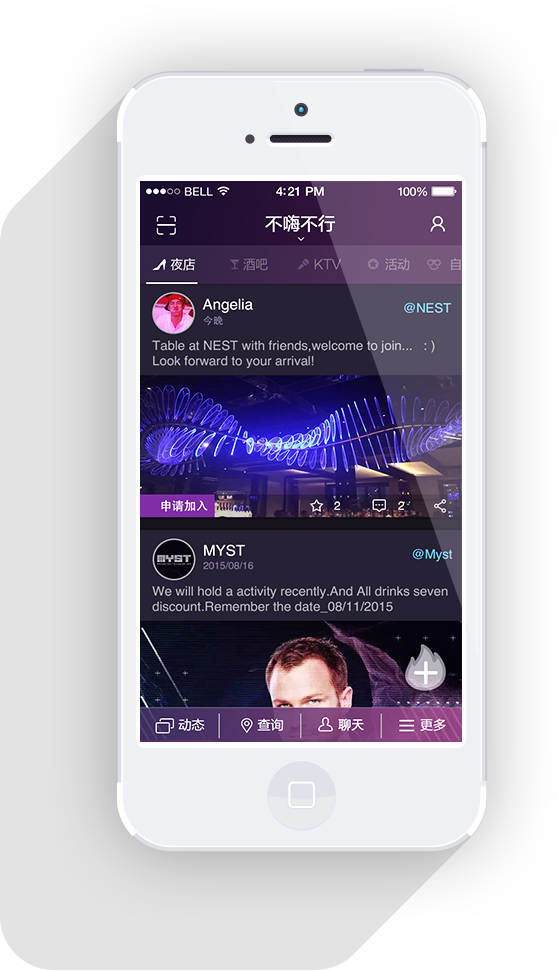 BELL 4:21 PM 100%
不嗨不行
夜店 酒吧 KTV 活动 自
Angelia @NEST
今晚
Table at NEST with friends,welcome to join... : )
Look forward to your arrival!
申请加入 2 2
MYST
MYST @Myst
2015/08/16
We will hold a activity recently.And All drinks seven
discount.Remember the date_08/11/2015
动态 查询 聊天 更多